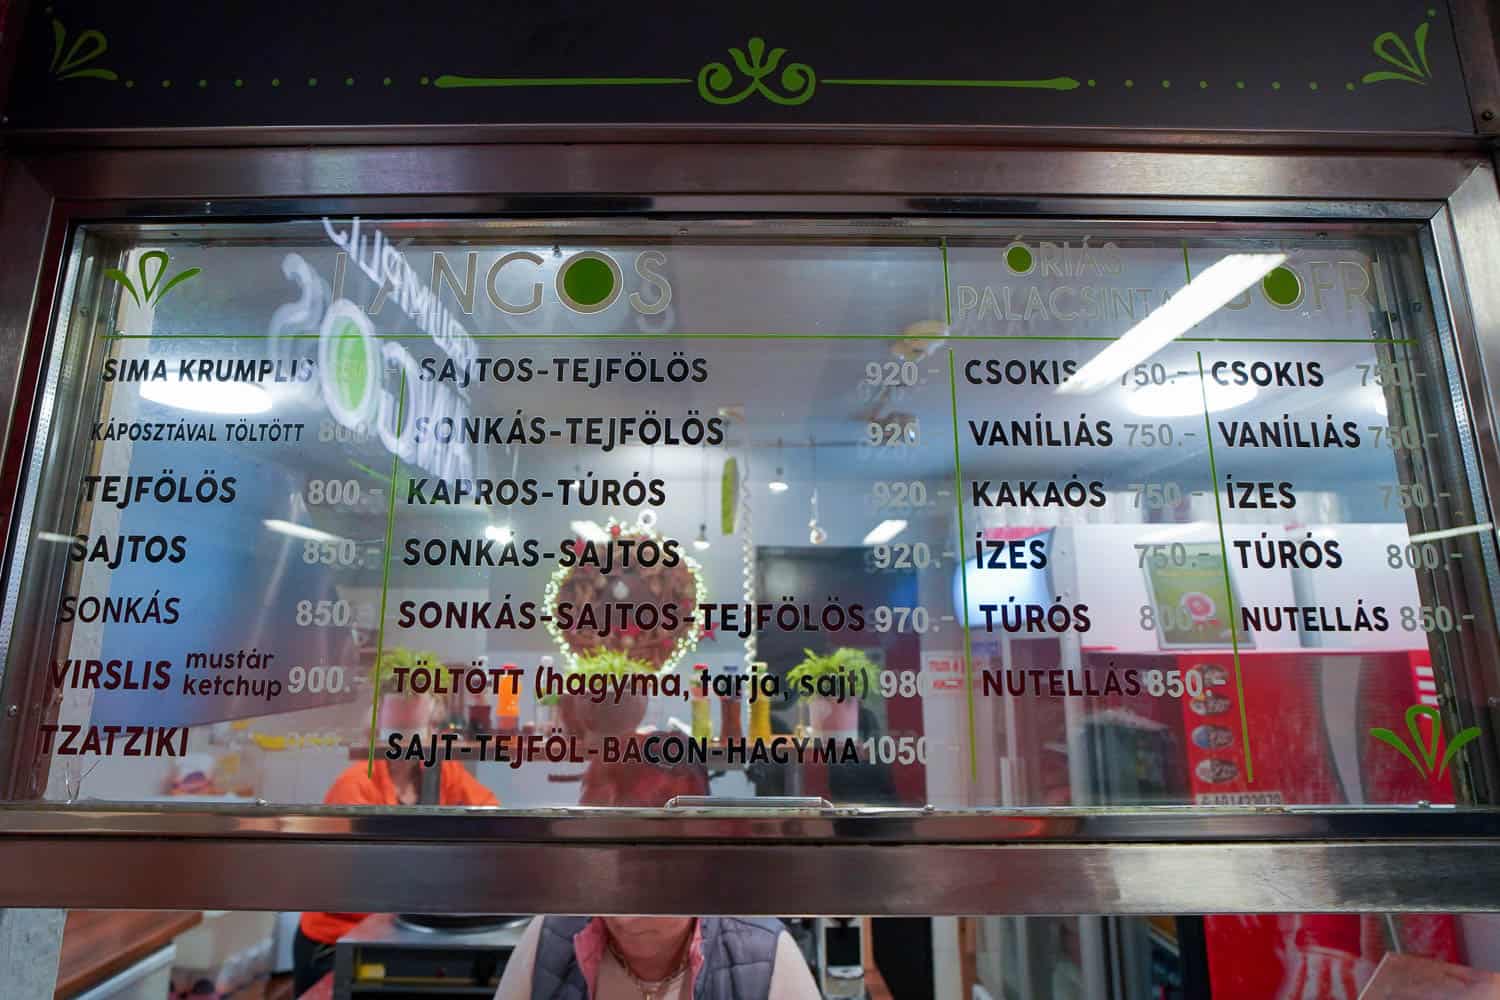 LÁNGOS
ÓRIÁS
PALACSINTA
GOFRI
SIMA KRUMPLIS
KÁPOSZTÁVAL TÖLTÖTT 800.-
TEJFÖLÖS 800.-
SAJTOS 850.-
SONKÁS 850.-
VIRSLIS mustár ketchup 900.-
TZATZIKI
SAJTOS-TEJFÖLÖS 920.-
SONKÁS-TEJFÖLÖS 920.-
KAPROS-TÚRÓS 920.-
SONKÁS-SAJTOS 920.-
SONKÁS-SAJTOS-TEJFÖLÖS 970.-
TÖLTÖTT (hagyma, tarja, sajt) 980
SAJT-TEJFÖL-BACON-HAGYMA 1050
CSOKIS 750.-
VANÍLIÁS 750.-
KAKAÓS 750.-
ÍZES 750.-
TÚRÓS 800.-
NUTELLÁS 850.-
CSOKIS 750.-
VANÍLIÁS 750.-
ÍZES 750.-
TÚRÓS 800.-
NUTELLÁS 850.-